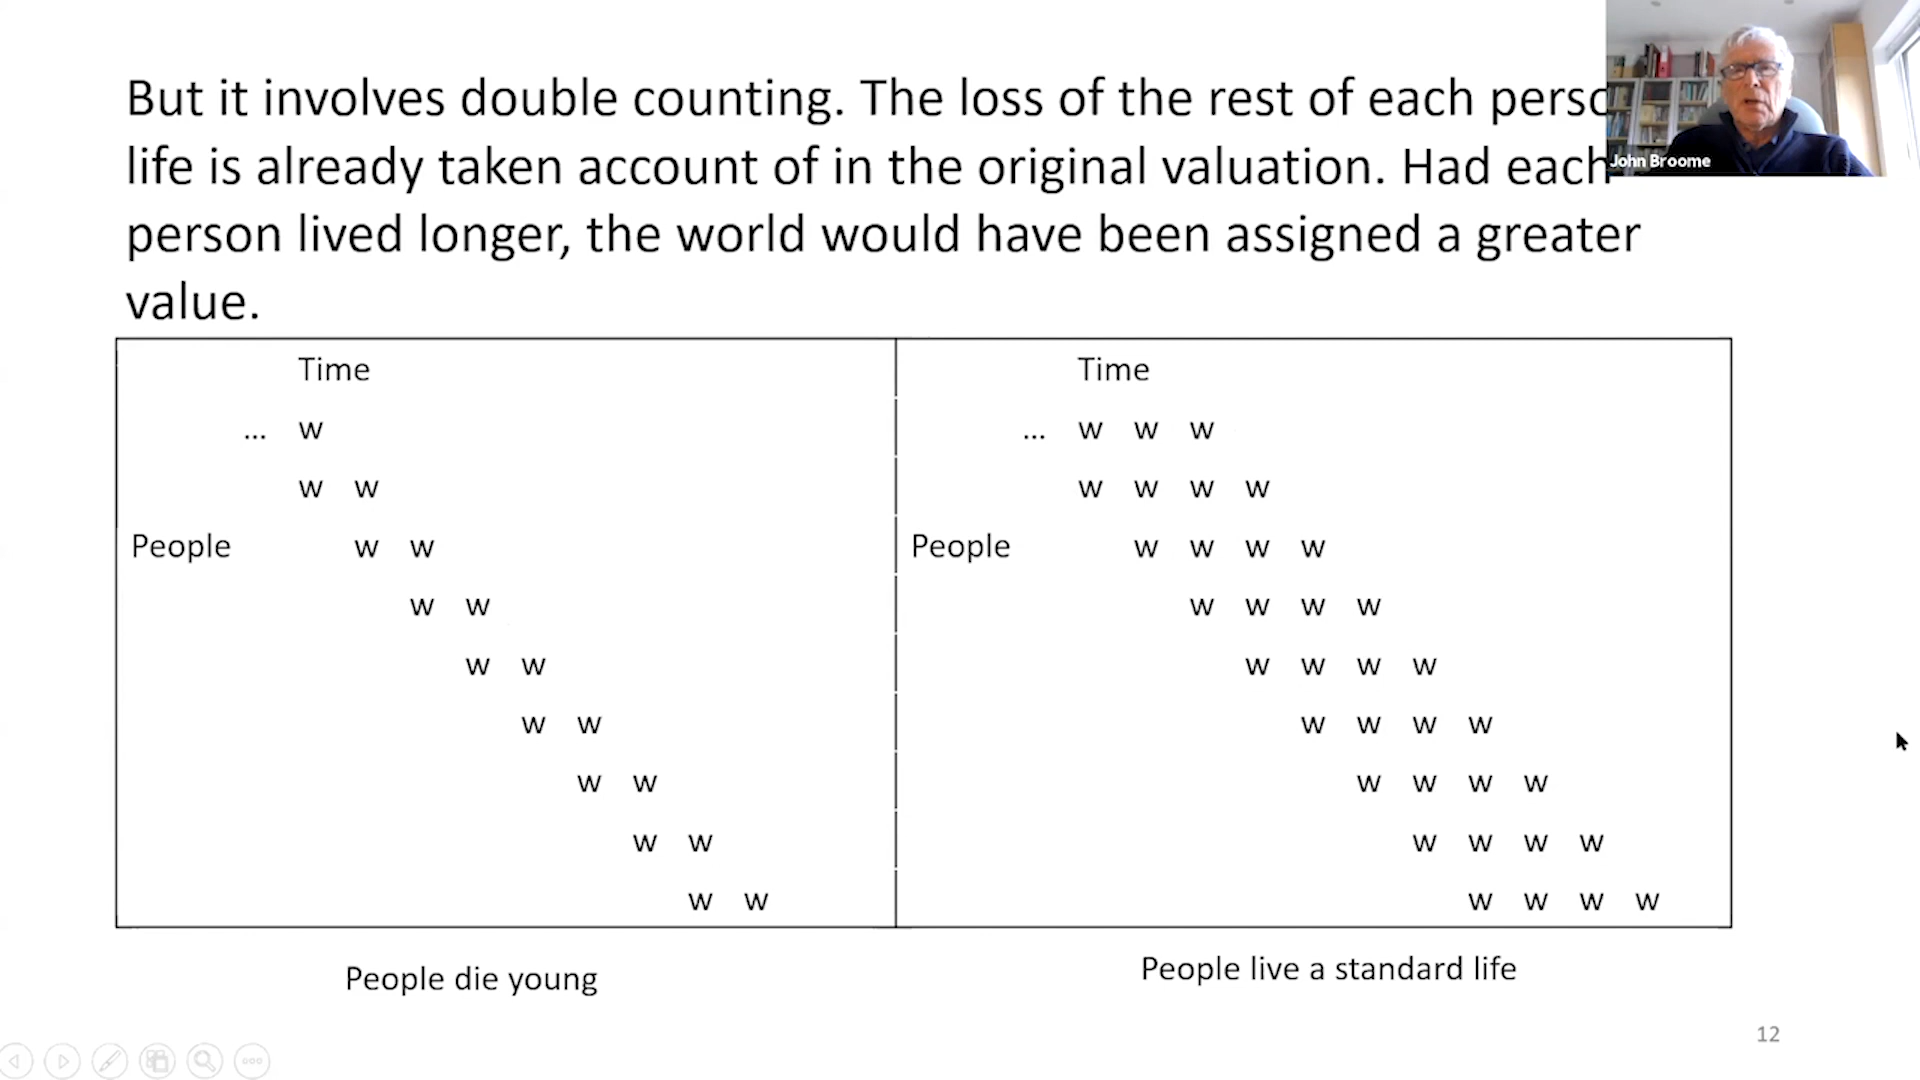 But it involves double counting. The loss of the rest of each
life is already taken account of in the original valuation. Had each
person lived longer, the world would have been assigned a greater
value.
John Broome
Time
... w
w w
People w w
w w
w w
w w
w w
w w
w w
People die young
Time
... w w w
w w w w
People w w w w
w w w w
w w w w
w w w w
w w w w
w w w w
w w w w
People live a standard life
12